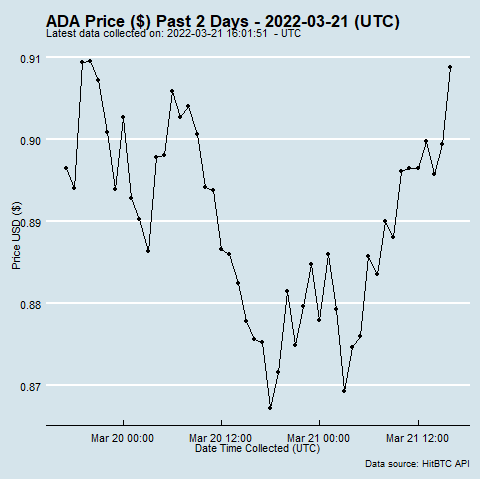 ADA Price ($) Past 2 Days - 2022-03-21 (UTC)
Latest data collected on: 2022-03-21 16:01:51 - UTC
0.91
0.90
0.89
0.88
0.87
Price USD ($)
Mar 20 00:00 Mar 20 12:00 Mar 21 00:00 Mar 21 12:00
Date Time Collected (UTC)
Data source: HitBTC API